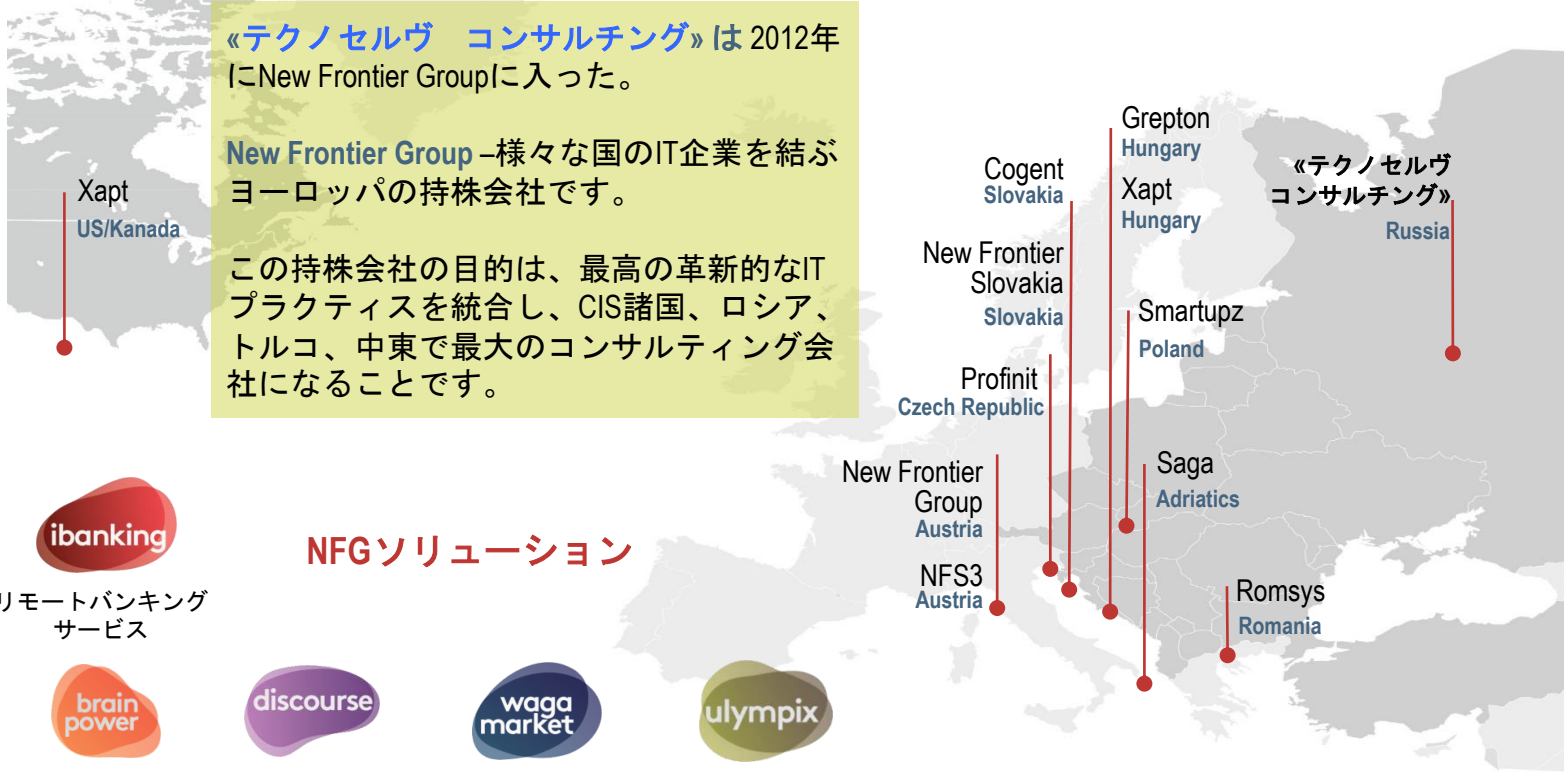 «テクノセルヴ　コンサルチング» は 2012年
にNew Frontier Groupに入った。
New Frontier Group –様々な国のIT企業を結ぶ
ヨーロッパの持株会社です。
この持株会社の目的は、最高の革新的なIT
プラクティスを統合し、CIS諸国、ロシア、
トルコ、中東で最大のコンサルティング会
社になることです。
Xapt
US/Kanada
Grepton
Hungary
Xapt
Hungary
Cogent
Slovakia
«テクノセルヴ
コンサルチング»
Russia
New Frontier
Slovakia
Slovakia
Smartupz
Poland
Profinit
Czech Republic
New Frontier
Group
Austria
NFS3
Austria
Saga
Adriatics
Romsys
Romania
NFGソリューション
ibanking
リモートバンキング
サービス
brain
power
discourse
waga
market
ulympix